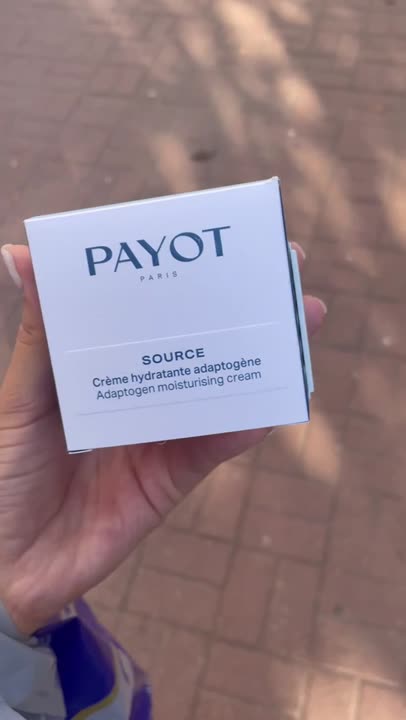 PAYOT
PARIS
SOURCE
Crème hydratante adaptogène
Adaptogen moisturising cream